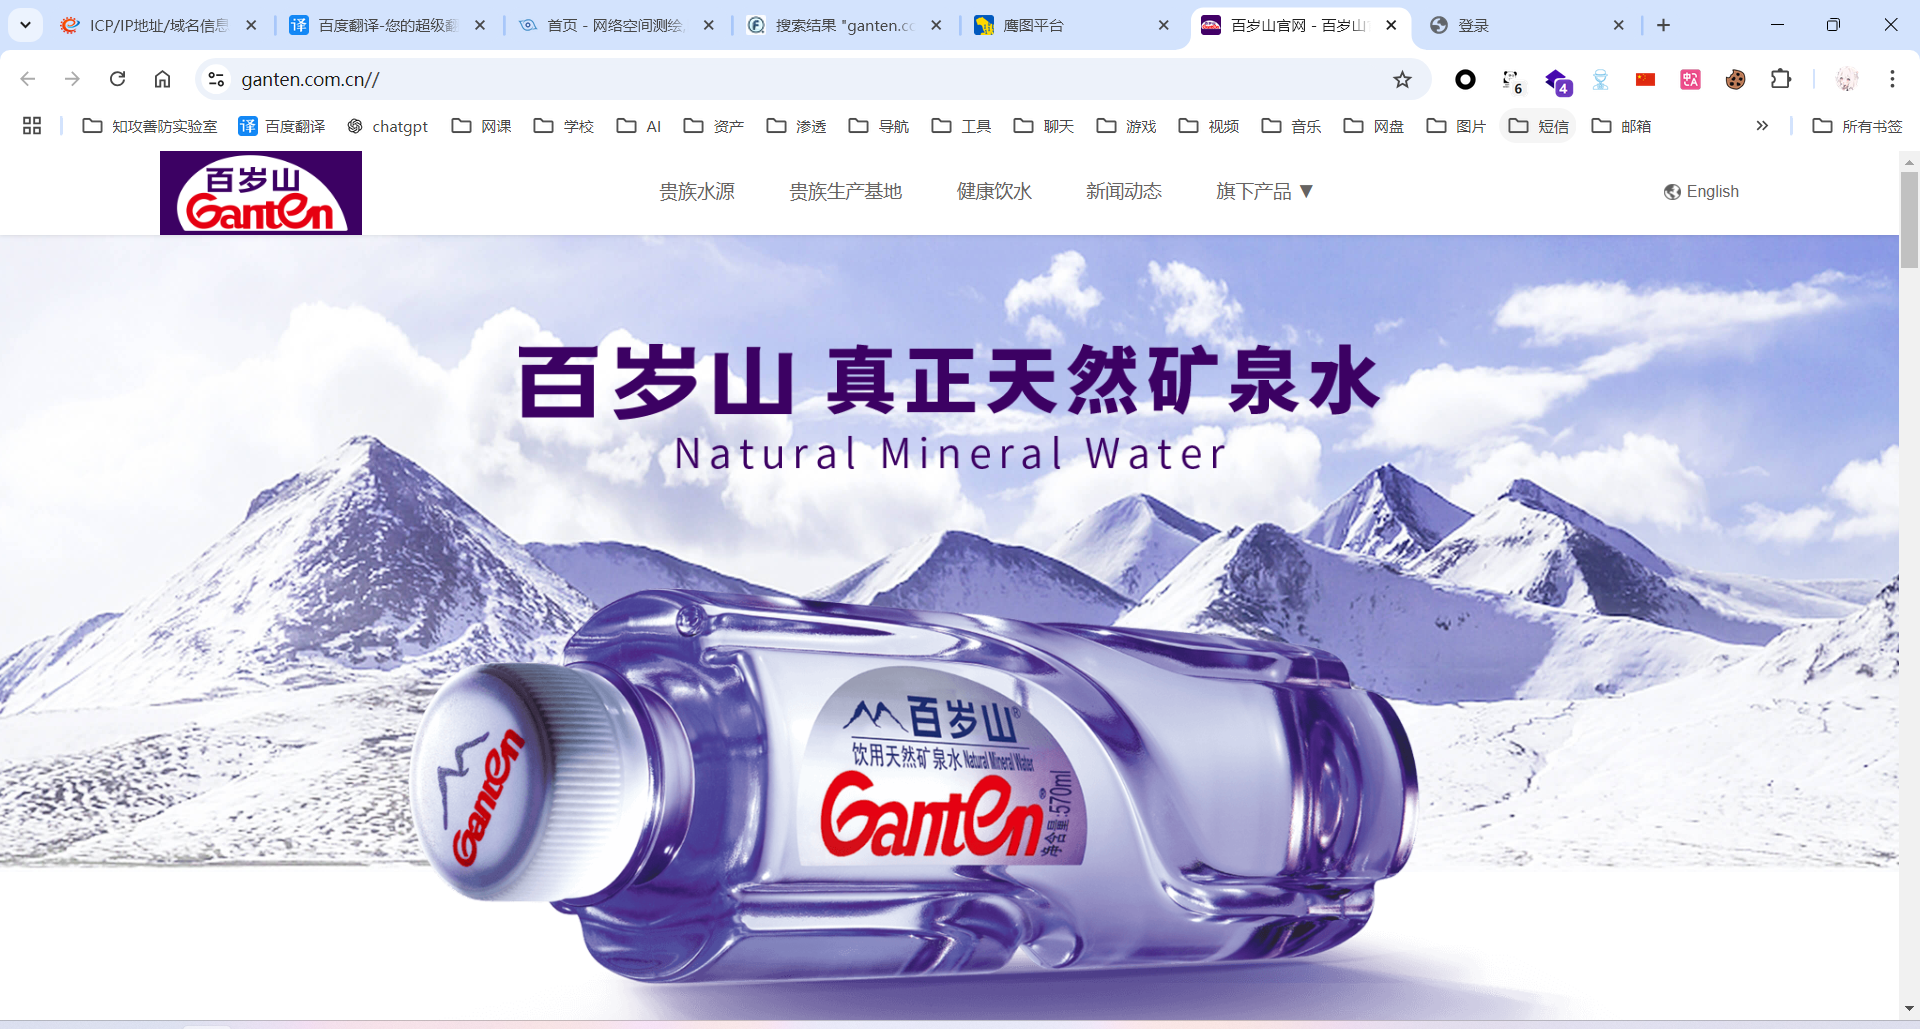 ICP/IP地址/域名信息
百度翻译-您的超级翻
首页 - 网络空间测绘,
搜索结果 "ganten.co
鹰图平台
百岁山官网 - 百岁山
登录
ganten.com.cn//
6
4
知攻善防实验室
译 百度翻译
chatgpt
网课
学校
AI
资产
渗透
导航
工具
聊天
游戏
视频
音乐
网盘
图片
短信
邮箱
所有书签
百岁山
Ganten
贵族水源
贵族生产基地
健康饮水
新闻动态
旗下产品 ▼
English
百岁山 真正天然矿泉水
Natural Mineral Water
百岁山®
饮用天然矿泉水 Natural Mineral Water
Ganten®
净含量:570ml
Ganten